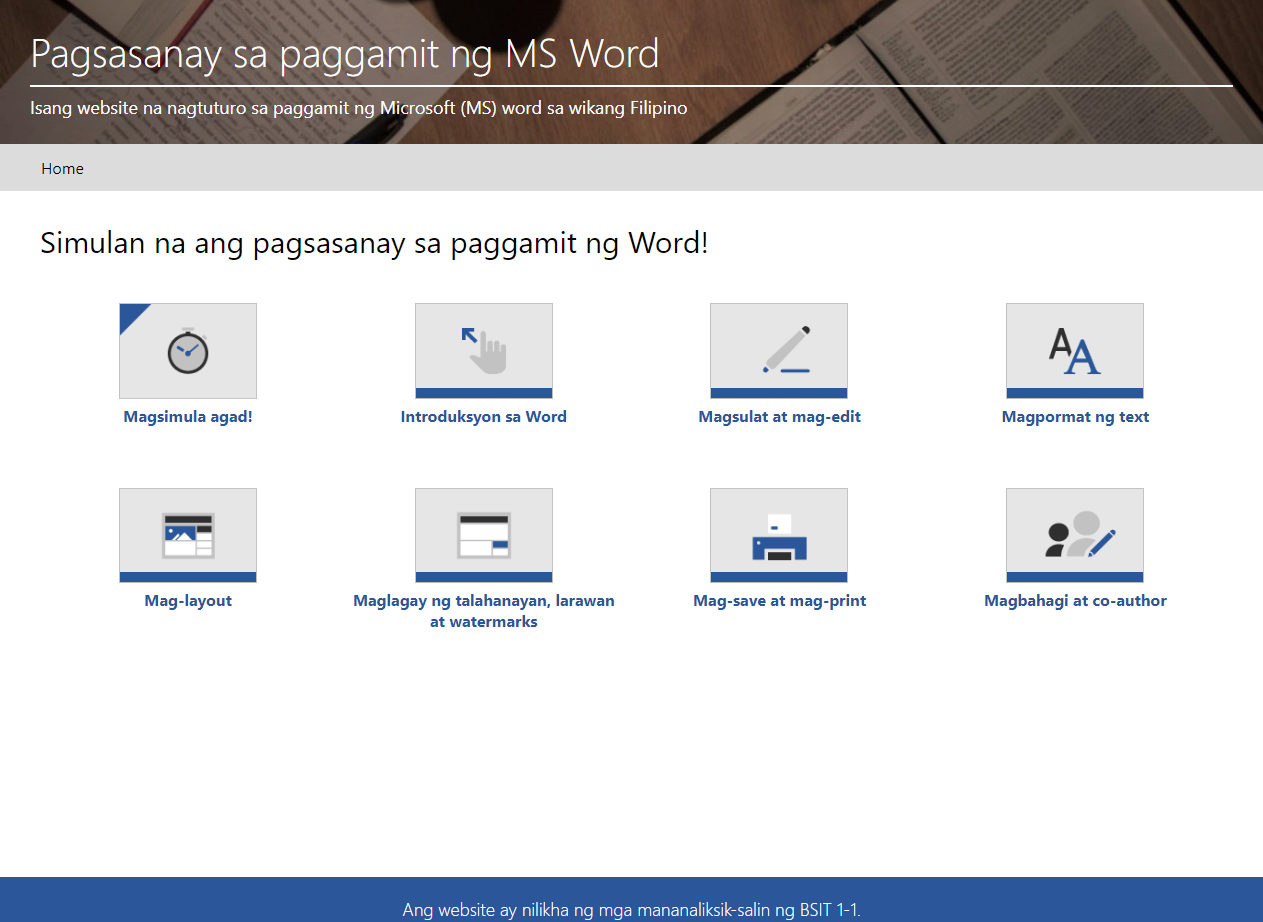 Pagsasanay sa paggamit ng MS Word
Isang website na nagtuturo sa paggamit ng Microsoft (MS) word sa wikang Filipino
Home
Simulan na ang pagsasanay sa paggamit ng Word!
Magsimula agad!
Introduksyon sa Word
Magsulat at mag-edit
AA
Magpormat ng text
Mag-layout
Maglagay ng talahanayan, larawan
at watermarks
Mag-save at mag-print
Magbahagi at co-author
Ang website ay nilikha ng mga mananaliksik-salin ng BSIT 1-1.